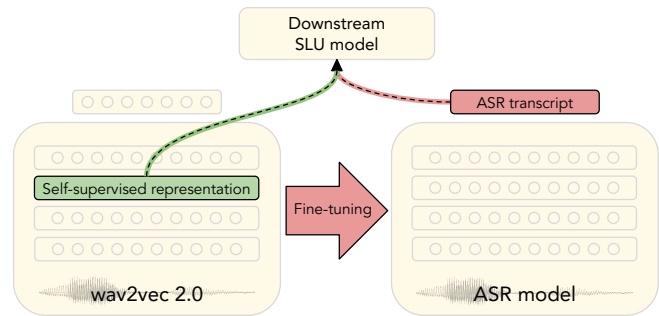 Downstream
SLU model
ASR transcript
Self-supervised representation
Fine-tuning
wav2vec 2.0
ASR model